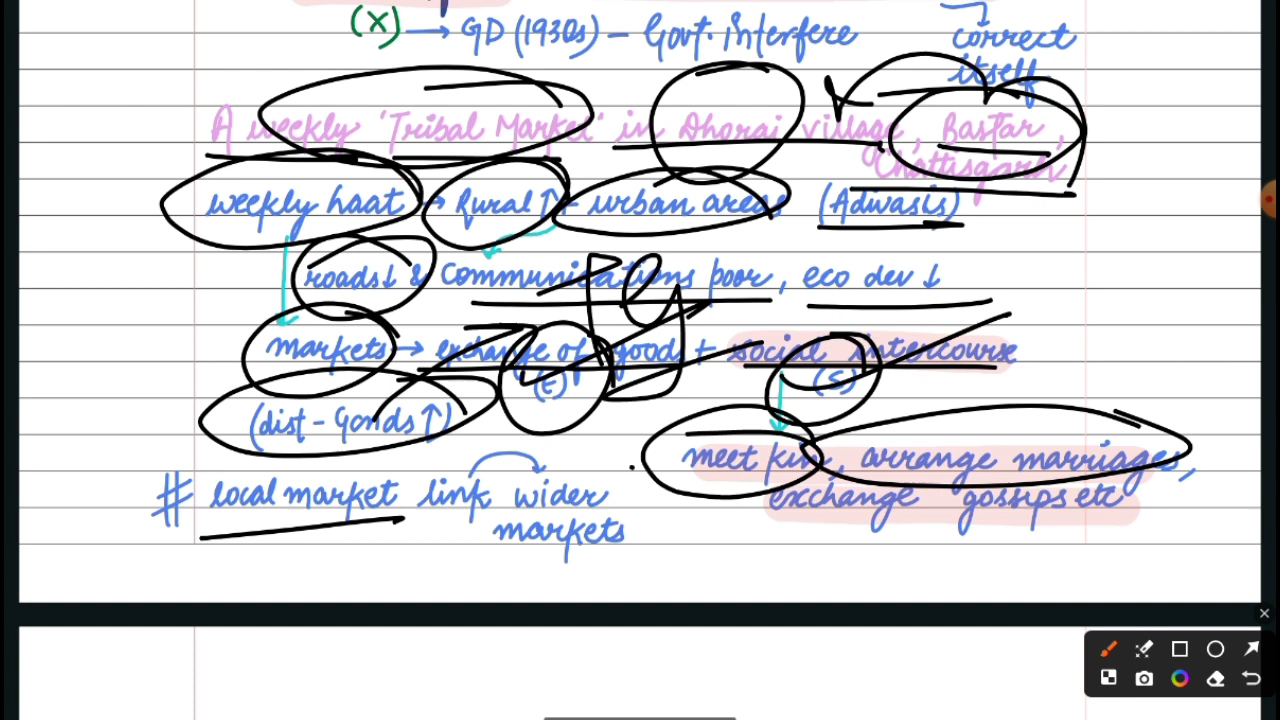 (X) → GD (1930s) – Govt. interfere
correct
itself
A weekly 'Tribal Market' in Dhorai village, Bastar,
Chattisgarh
weekly haat → Rural ↑ + urban areas (Adivasis)
roads↓ & communications poor, eco dev ↓
markets → exchange of goods + social intercourse
(E) (S)
(dist – Gonds ↑)
meet kin, arrange marriages,
exchange gossips etc
# local market link wider
markets